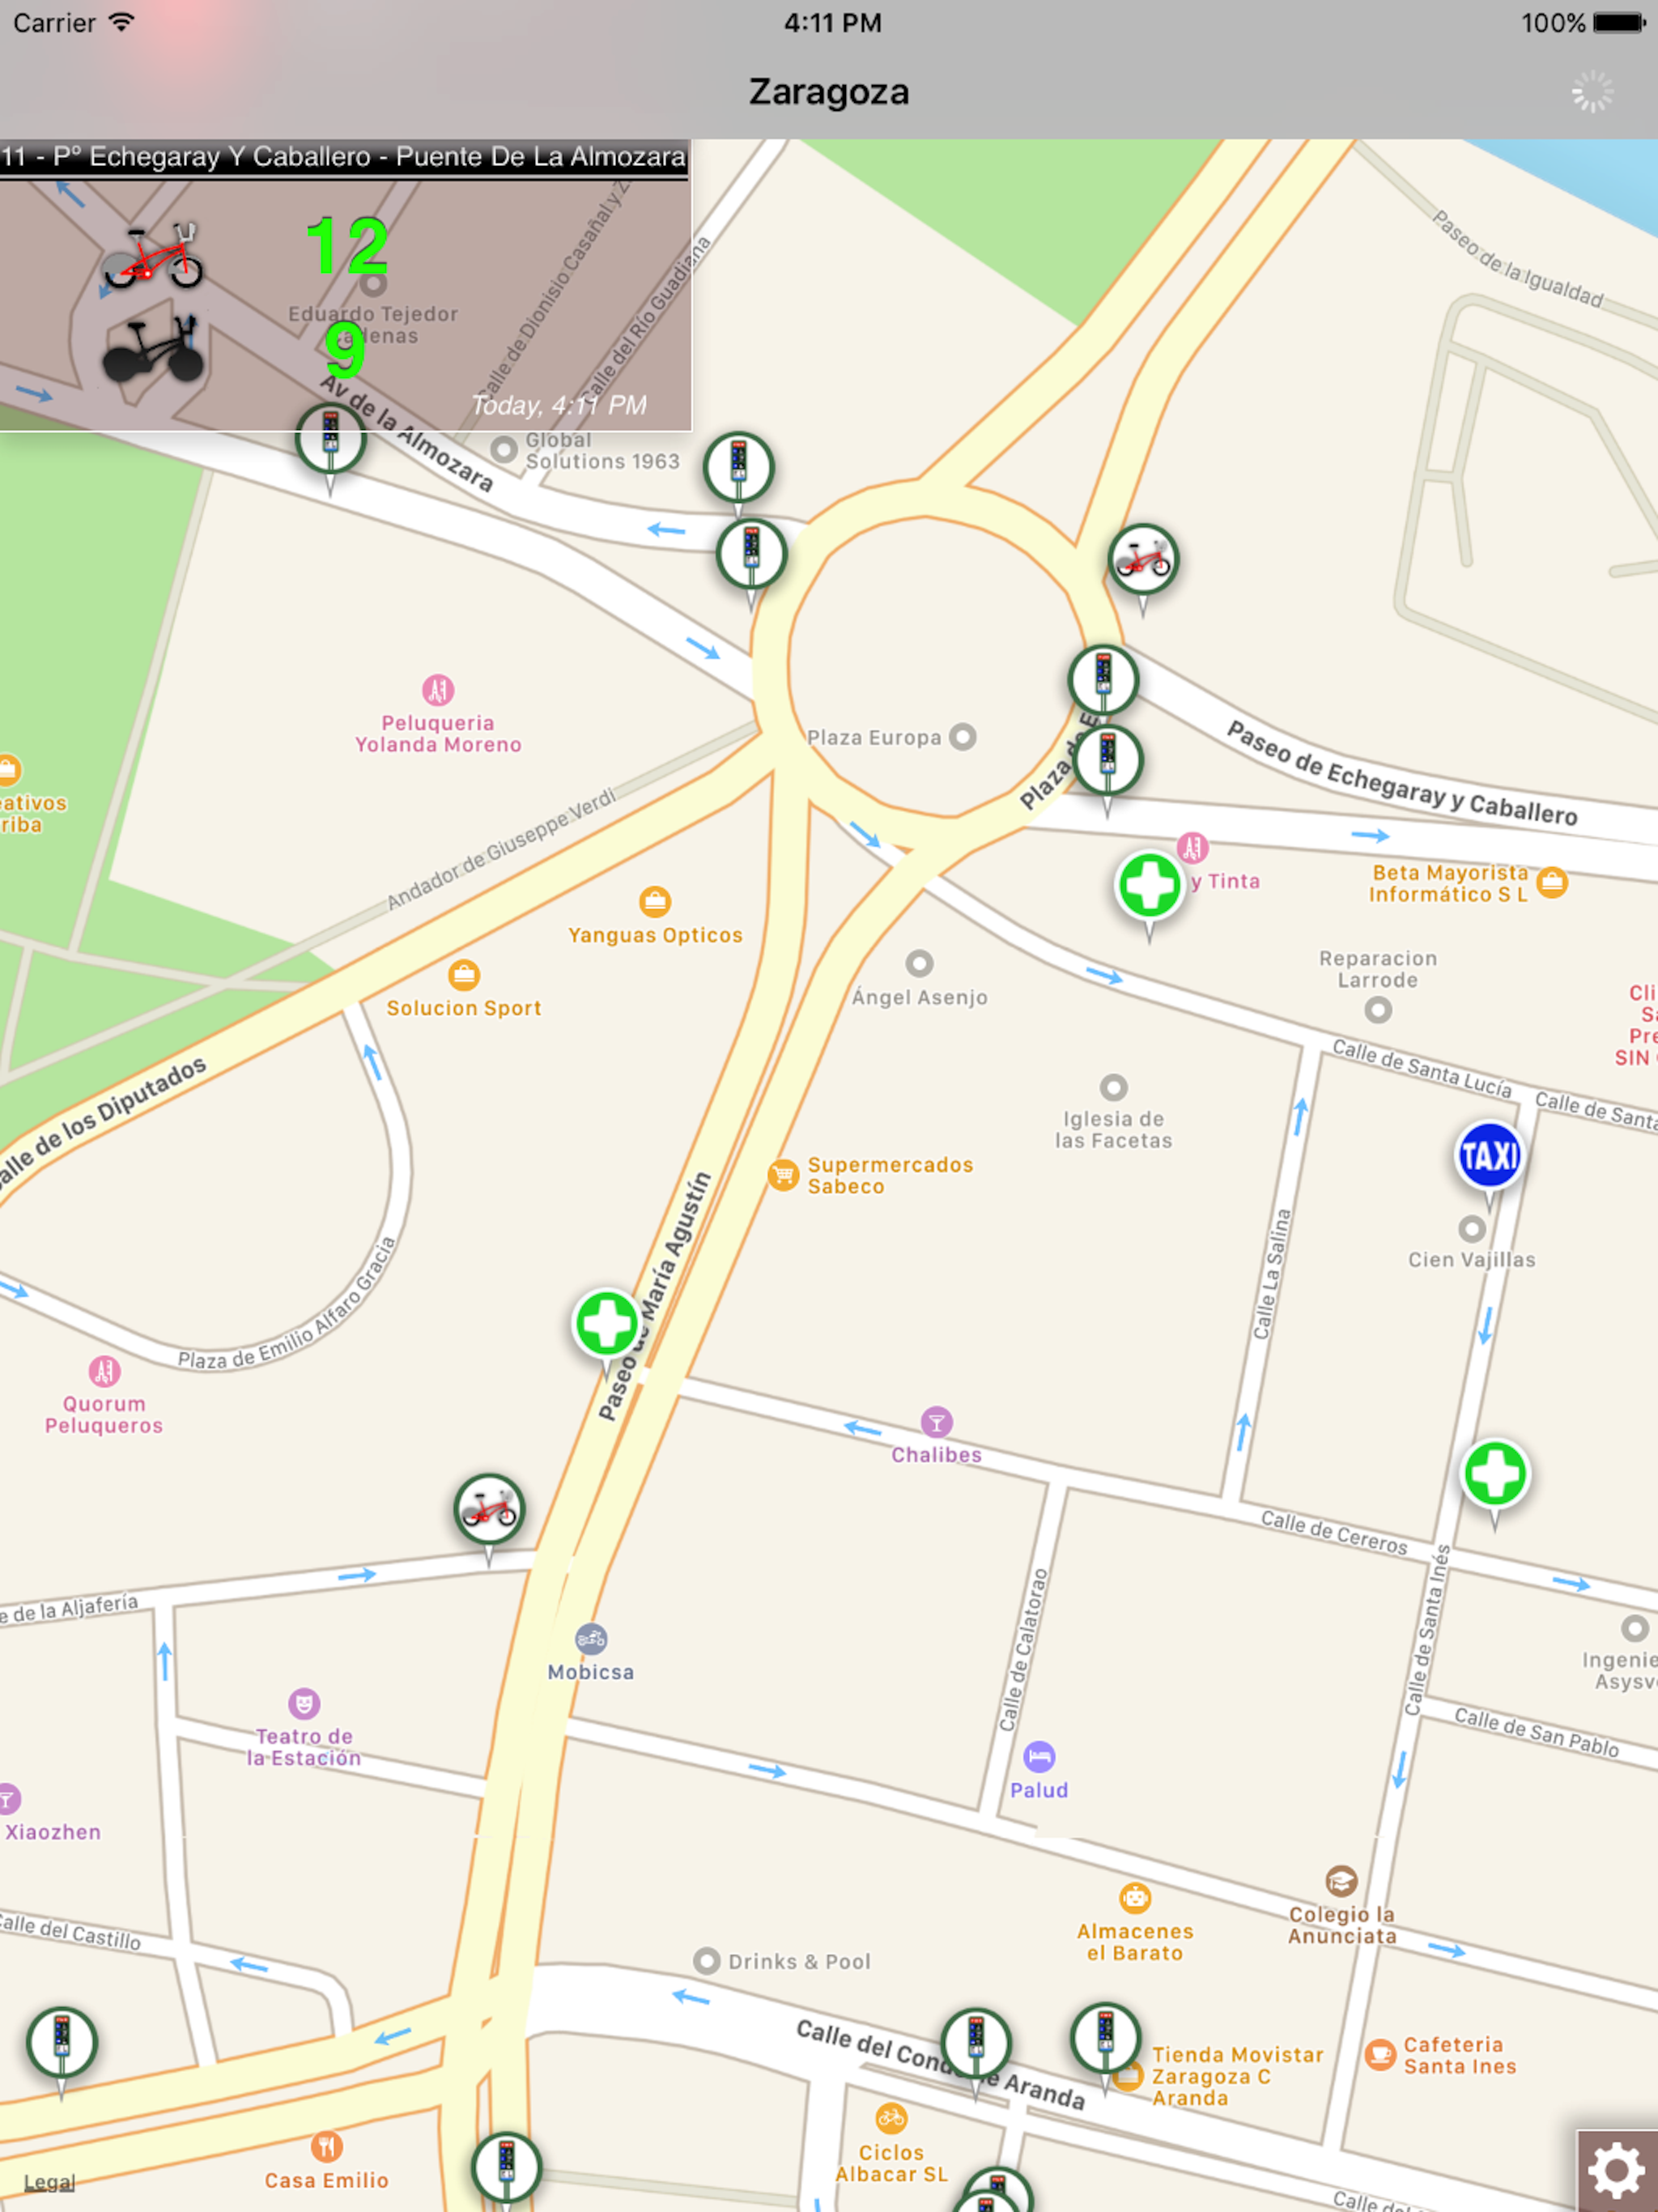 Carrier
4:11 PM
100%
Zaragoza
11 - Pº Echegaray Y Caballero - Puente De La Almozara
12
9
Today, 4:11 PM
Eduardo Tejedor
Calle de Dionisio Casañal y
Calle del Río Guadiana
Av de la Almozara
Global
Solutions 1963
Paseo de la Igualdad
Peluqueria
Yolanda Moreno
Plaza Europa
Plaza de E
Paseo de Echegaray y Caballero
eativos
riba
Andador de Giuseppe Verdi
y Tinta
Beta Mayorista
Informático S L
Yanguas Opticos
Solucion Sport
Ángel Asenjo
Reparacion
Larrode
Cli
Sa
Pre
SIN
Calle de Santa Lucía
Calle de Santa
alle de los Diputados
Iglesia de
las Facetas
TAXI
Supermercados
Sabeco
Cien Vajillas
Calle La Salina
Paseo de María Agustín
Plaza de Emilio Alfaro Gracia
Quorum
Peluqueros
Chalibes
Calle de Cereros
e de la Aljafería
Calle de Calatorao
Calle de Santa Inés
Ingenie
Asysv
Mobicsa
Teatro de
la Estación
Calle de San Pablo
Palud
Xiaozhen
Colegio la
Anunciata
Almacenes
el Barato
Calle del Castillo
Drinks & Pool
Calle del Conde de Aranda
Tienda Movistar
Zaragoza C
Aranda
Cafeteria
Santa Ines
Ciclos
Albacar SL
Casa Emilio
Legal
Calle del